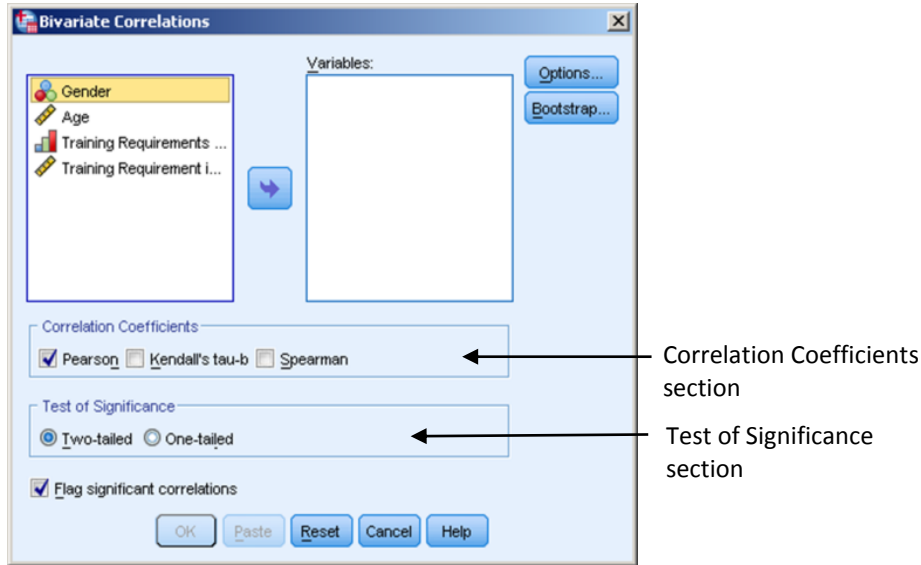 Bivariate Correlations
Variables:
Gender
Age
Training Requirements ...
Training Requirement i...
Options...
Bootstrap...
Correlation Coefficients
Pearson Kendall's tau-b Spearman
Correlation Coefficients
section
Test of Significance
Two-tailed One-tailed
Test of Significance
section
Flag significant correlations
OK Paste Reset Cancel Help